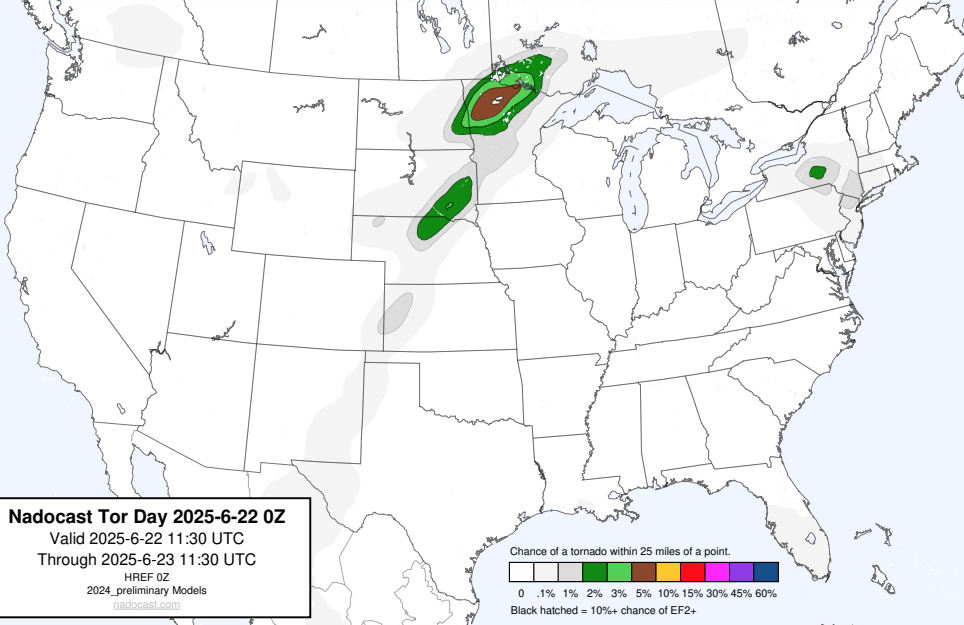 Nadocast Tor Day 2025-6-22 0Z
Valid 2025-6-22 11:30 UTC
Through 2025-6-23 11:30 UTC
HREF 0Z
2024_preliminary Models
nadocast.com
Chance of a tornado within 25 miles of a point.
0 .1% 1% 2% 3% 5% 10% 15% 30% 45% 60%
Black hatched = 10%+ chance of EF2+